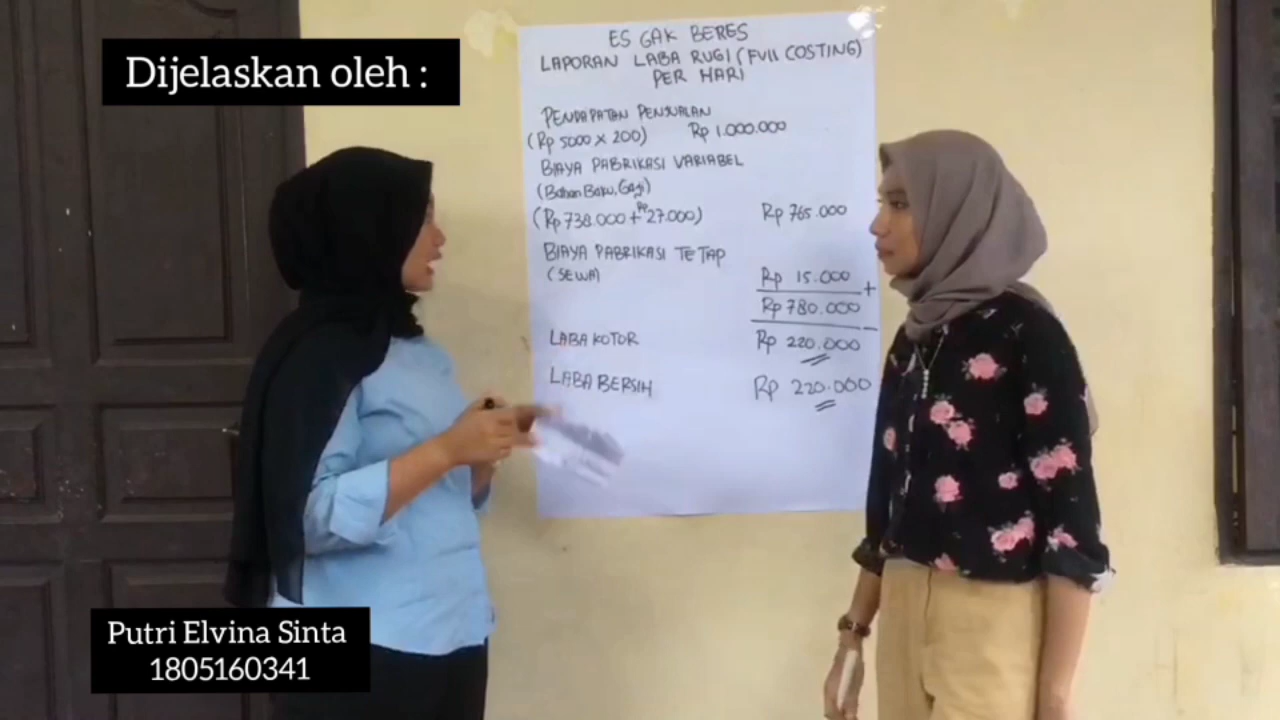 Dijelaskan oleh :
ES GAK BERES
LAPORAN LABA RUGI (FULL COSTING)
PER HARI
PENDAPATAN PENJUALAN
(Rp 5000 x 200) Rp 1.000.000
BIAYA PABRIKASI VARIABEL
(Bahan Baku, Gaji)
(Rp 738.000 + Rp 27.000) Rp 765.000
BIAYA PABRIKASI TETAP
(SEWA) Rp 15.000 +
Rp 780.000 -
LABA KOTOR Rp 220.000
LABA BERSIH Rp 220.000
Putri Elvina Sinta
1805160341